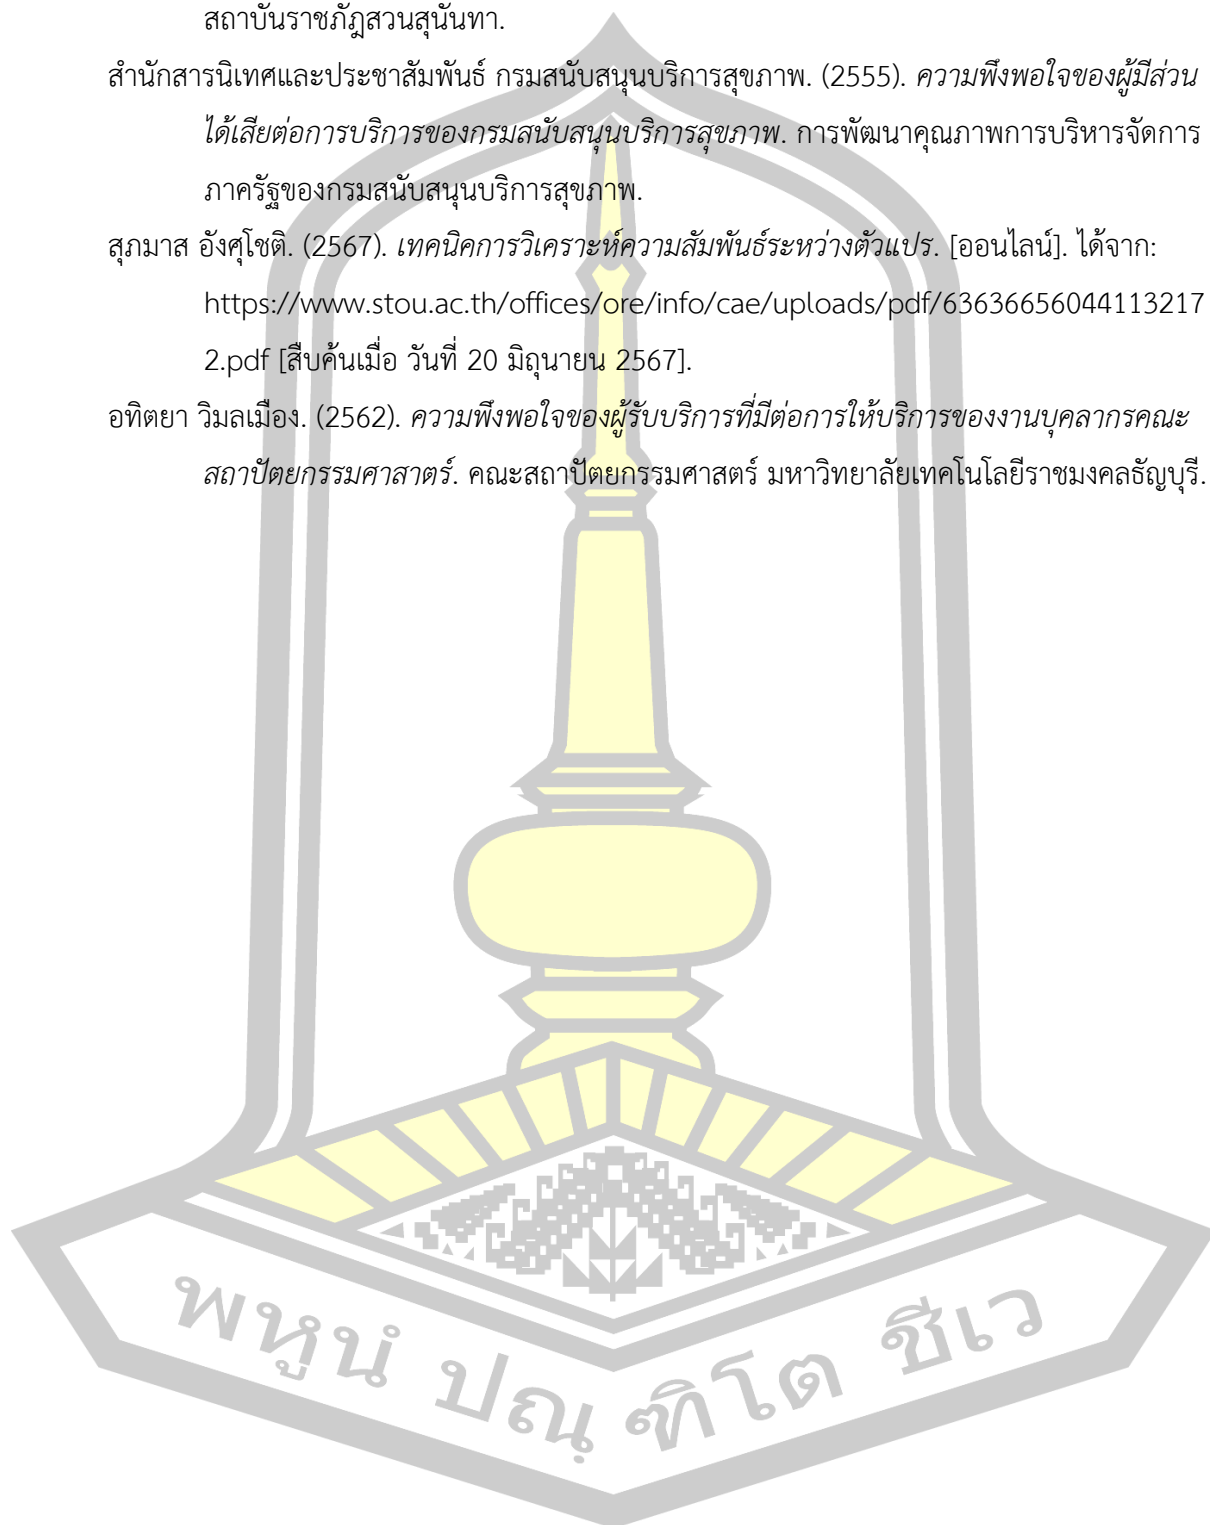 สถาบันราชภัฎสวนสุนันทา.
สำนักสารนิเทศและประชาสัมพันธ์ กรมสนับสนุนบริการสุขภาพ. (2555). ความพึงพอใจของผู้มีส่วน
ได้เสียต่อการบริการของกรมสนับสนุนบริการสุขภาพ. การพัฒนาคุณภาพการบริหารจัดการ
ภาครัฐของกรมสนับสนุนบริการสุขภาพ.
สุภมาส อังศุโชติ. (2567). เทคนิคการวิเคราะห์ความสัมพันธ์ระหว่างตัวแปร. [ออนไลน์]. ได้จาก:
https://www.stou.ac.th/offices/ore/info/cae/uploads/pdf/63636656044113217
2.pdf [สืบค้นเมื่อ วันที่ 20 มิถุนายน 2567].
อทิตยา วิมลเมือง. (2562). ความพึงพอใจของผู้รับบริการที่มีต่อการให้บริการของงานบุคลากรคณะ
สถาปัตยกรรมศาสาตร์. คณะสถาปัตยกรรมศาสตร์ มหาวิทยาลัยเทคโนโลยีราชมงคลธัญบุรี.
พหูนํ ปณฺฑิโต ชีเว